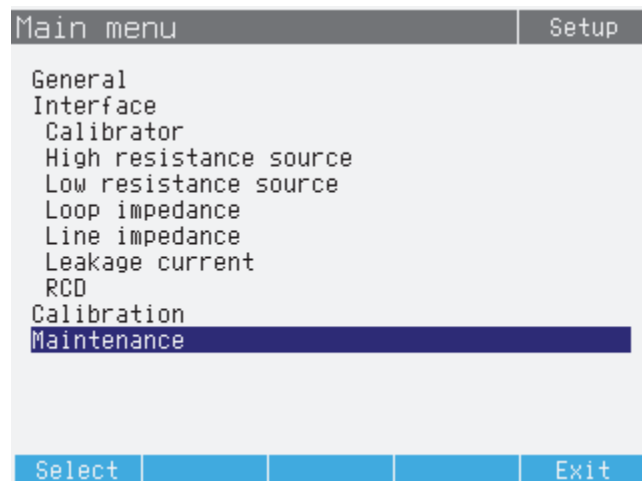 Main menu Setup
General
Interface
Calibrator
High resistance source
Low resistance source
Loop impedance
Line impedance
Leakage current
RCD
Calibration
Maintenance
Select Exit